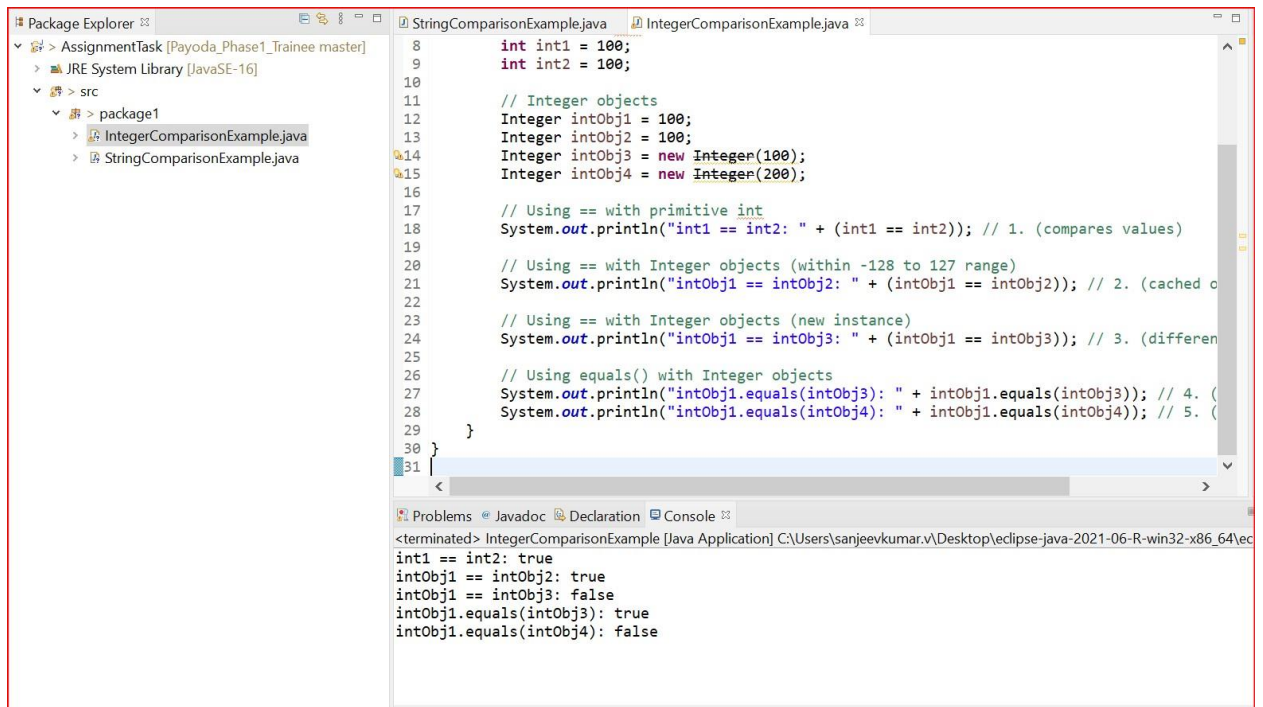 Package Explorer
> AssignmentTask [Payoda_Phase1_Trainee master]
JRE System Library [JavaSE-16]
> src
> package1
> IntegerComparisonExample.java
> StringComparisonExample.java
StringComparisonExample.java IntegerComparisonExample.java
8 int int1 = 100;
9 int int2 = 100;
10
11 // Integer objects
12 Integer intObj1 = 100;
13 Integer intObj2 = 100;
14 Integer intObj3 = new Integer(100);
15 Integer intObj4 = new Integer(200);
16
17 // Using == with primitive int
18 System.out.println("int1 == int2: " + (int1 == int2)); // 1. (compares values)
19
20 // Using == with Integer objects (within -128 to 127 range)
21 System.out.println("intObj1 == intObj2: " + (intObj1 == intObj2)); // 2. (cached o
22
23 // Using == with Integer objects (new instance)
24 System.out.println("intObj1 == intObj3: " + (intObj1 == intObj3)); // 3. (differen
25
26 // Using equals() with Integer objects
27 System.out.println("intObj1.equals(intObj3): " + intObj1.equals(intObj3)); // 4. (
28 System.out.println("intObj1.equals(intObj4): " + intObj1.equals(intObj4)); // 5. (
29 }
30 }
31
Problems Javadoc Declaration Console
<terminated> IntegerComparisonExample [Java Application] C:\Users\sanjeevkumar.v\Desktop\eclipse-java-2021-06-R-win32-x86_64\ec
int1 == int2: true
intObj1 == intObj2: true
intObj1 == intObj3: false
intObj1.equals(intObj3): true
intObj1.equals(intObj4): false